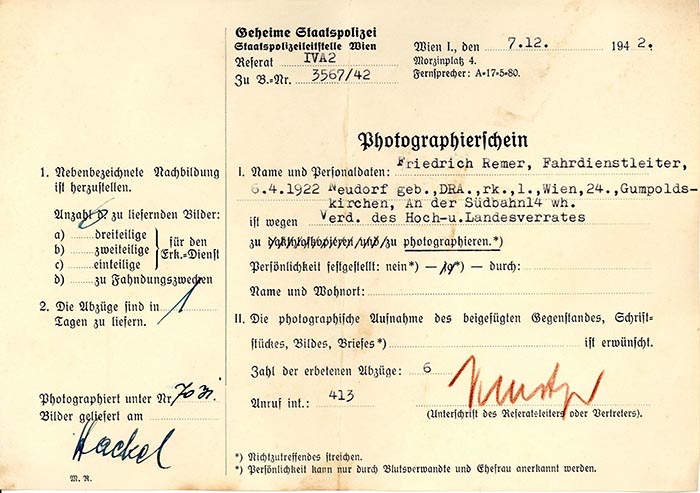 Geheime Staatspolizei
Staatspolizeileitstelle Wien
Referat IVA2
Zu B.=Nr. 3567/42
Wien I., den 7.12. 1942.
Morzinplatz 4.
Fernsprecher: A=17=5=80.
Photographierschein
1. Nebenbezeichnete Nachbildung
ist herzustellen.
Anzahl d. zu liefernden Bilder:
a) dreiteilige
b) zweiteilige
c) einteilige
für den
Erk.=Dienst
d) zu Fahndungszwecken
2. Die Abzüge sind in 1
Tagen zu liefern.
Photographiert unter Nr.
Bilder geliefert am
Hackel
M. R.
I. Name und Personaldaten: Friedrich Remer, Fahrdienstleiter,
6.4.1922 Neudorf geb.,DRA.,rk.,l.,Wien,24.,Gumpolds-
kirchen, An der Südbahn14 wh.
ist wegen Verd. des Hoch-u.Landesverrates
zu daktyloskopieren und/zu photographieren.*)
Persönlichkeit festgestellt: nein*) — ja*) — durch:
Name und Wohnort:
II. Die photographische Aufnahme des beigefügten Gegenstandes, Schrift=
stückes, Bildes, Briefes*) ist erwünscht.
Zahl der erbetenen Abzüge: 6
Anruf int.: 413
(Unterschrift des Referatsleiters oder Vertreters).
*) Nichtzutreffendes streichen.
*) Persönlichkeit kann nur durch Blutsverwandte und Ehefrau anerkannt werden.